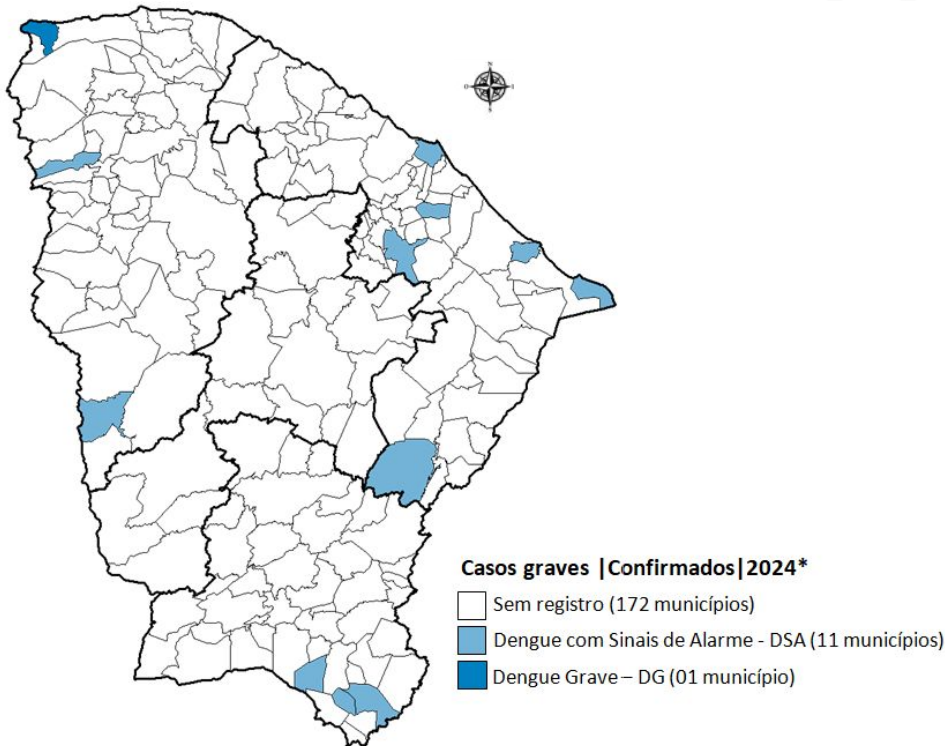 Casos graves |Confirmados|2024*
Sem registro (172 municípios)
Dengue com Sinais de Alarme - DSA (11 municípios)
Dengue Grave – DG (01 município)